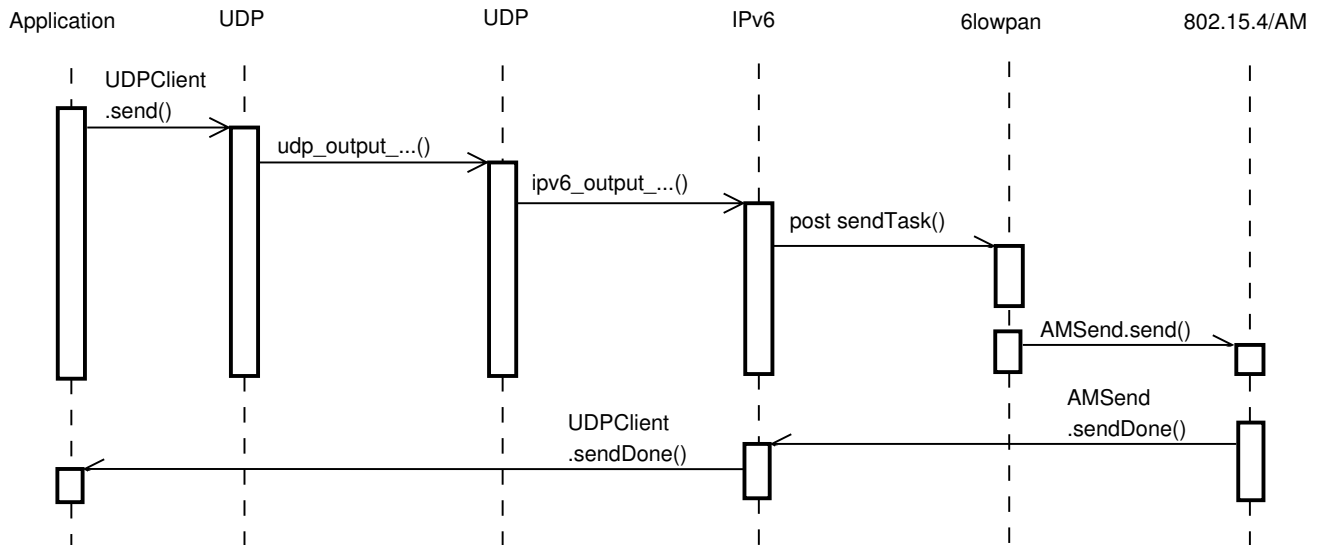 Application
UDP
UDP
IPv6
6lowpan
802.15.4/AM
UDPClient
.send()
udp_output_...()
ipv6_output_...()
post sendTask()
AMSend.send()
AMSend
.sendDone()
UDPClient
.sendDone()